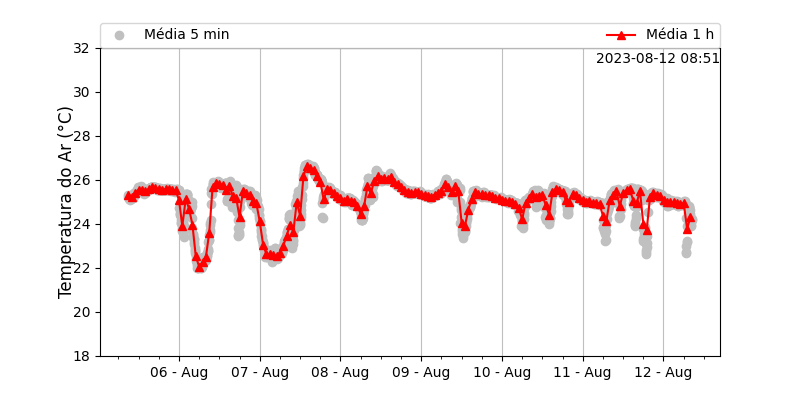 Média 5 min
Média 1 h
2023-08-12 08:51
Temperatura do Ar (°C)
32
30
28
26
24
22
20
18
06 - Aug
07 - Aug
08 - Aug
09 - Aug
10 - Aug
11 - Aug
12 - Aug